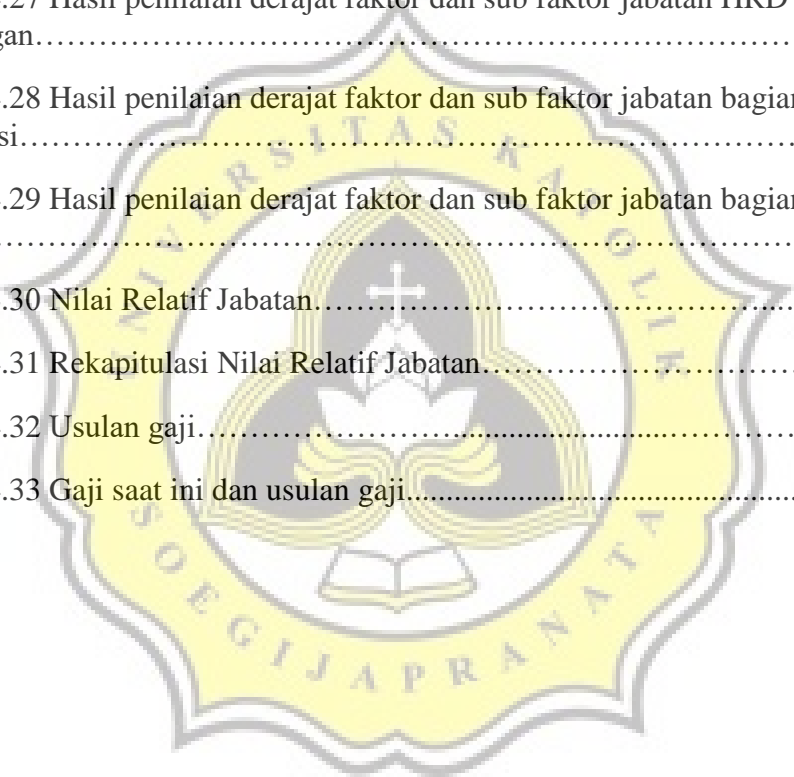 .27 Hasil penilaian derajat faktor dan sub faktor jabatan HRD
gan……………………………………………………………………
.28 Hasil penilaian derajat faktor dan sub faktor jabatan bagian
si……………………………………………………………………
.29 Hasil penilaian derajat faktor dan sub faktor jabatan bagian
……………………………………………………………………
.30 Nilai Relatif Jabatan……………………………………………
.31 Rekapitulasi Nilai Relatif Jabatan……………………………
.32 Usulan gaji……………………..............................……………
.33 Gaji saat ini dan usulan gaji..................................................
UNIVERSITAS KATOLIK
SOEGIJAPRANATA